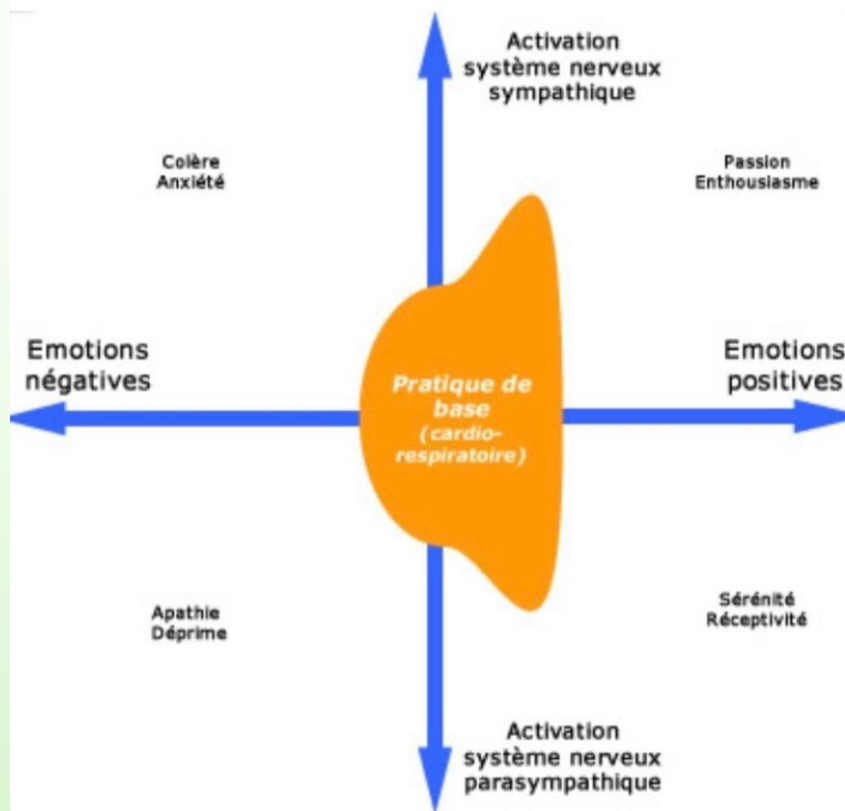 Activation
système nerveux
sympathique
Colère
Anxiété
Passion
Enthousiasme
Emotions
négatives
Pratique de
base
(cardio-
respiratoire)
Emotions
positives
Apathie
Déprime
Sérénité
Réceptivité
Activation
système nerveux
parasympathique